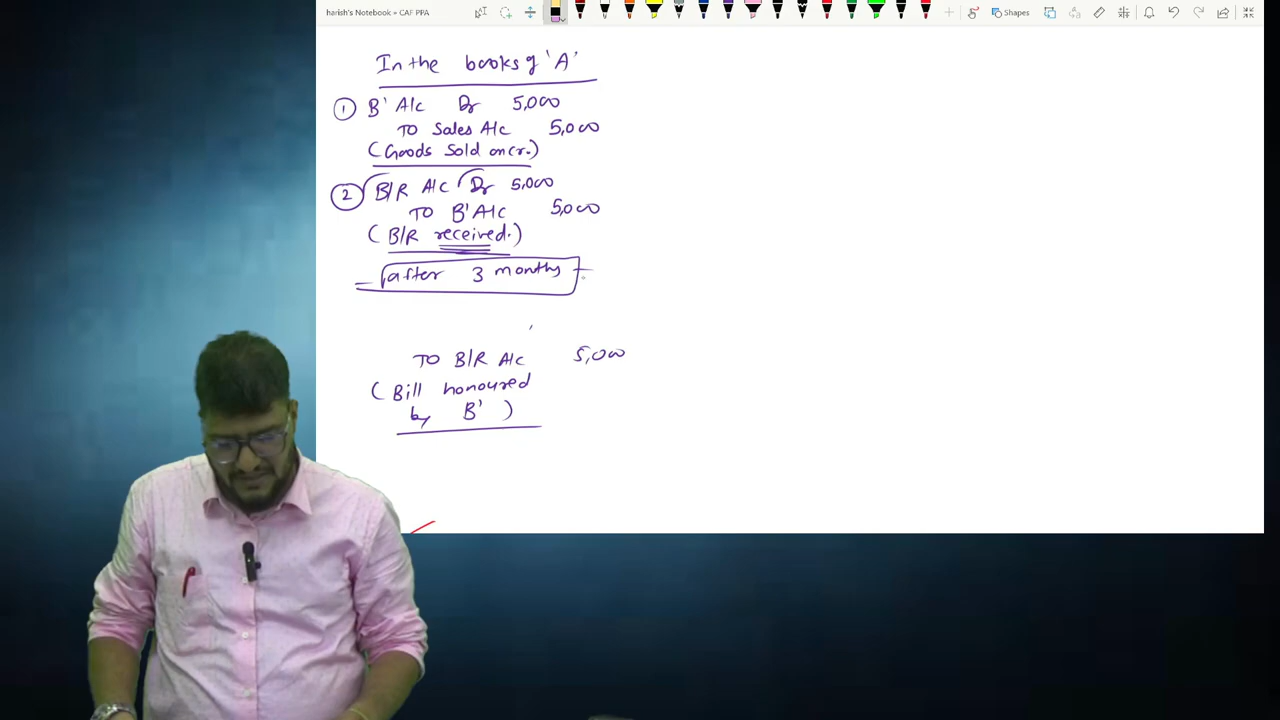 harish's Notebook » CAF PPA
Shapes
In the books of 'A'
① B' A/c Dr 5,000
TO Sales A/c 5,000
(Goods Sold on cr.)
② B/R A/c Dr 5,000
TO B' A/c 5,000
(B/R received.)
after 3 months
TO B/R A/c 5,000
(Bill honoured
by B')